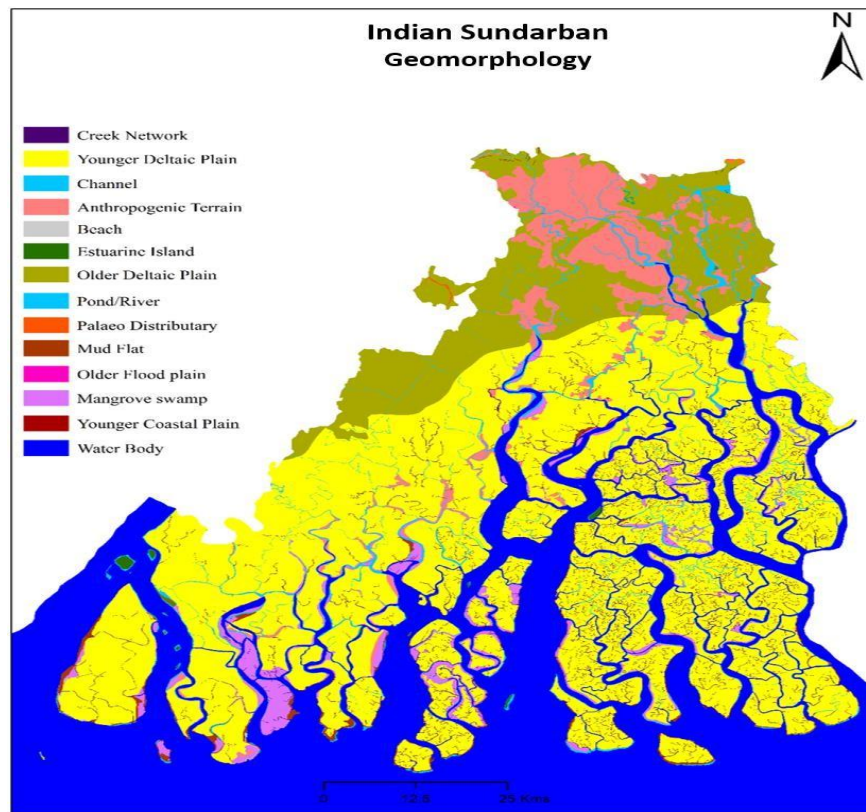 Indian Sundarban
Geomorphology
N
Creek Network
Younger Deltaic Plain
Channel
Anthropogenic Terrain
Beach
Estuarine Island
Older Deltaic Plain
Pond/River
Palaeo Distributary
Mud Flat
Older Flood plain
Mangrove swamp
Younger Coastal Plain
Water Body
0 12.5 25 Kms